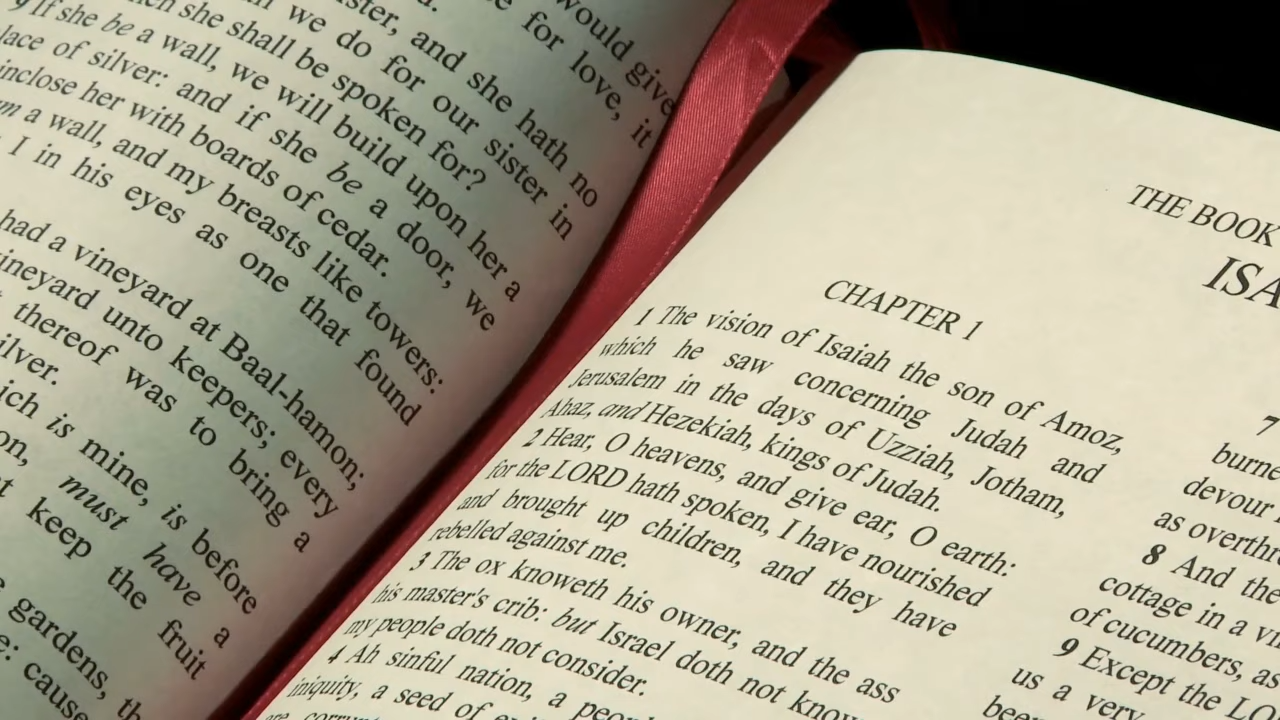 would give
for love, it
ister, and she hath no
we do for our sister in
she shall be spoken for?
9 If she be a wall, we will build upon her a
lace of silver: and if she be a door, we
inclose her with boards of cedar.
am a wall, and my breasts like towers:
I in his eyes as one that found
had a vineyard at Baal-hamon;
ineyard unto keepers; every
thereof was to bring a
ilver.
ich is mine, is before
on, must have a
keep the fruit
gardens, th
e: cause
THE BOOK
ISA
CHAPTER 1
1 The vision of Isaiah the son of Amoz,
which he saw concerning Judah and
Jerusalem in the days of Uzziah, Jotham,
Ahaz, and Hezekiah, kings of Judah.
2 Hear, O heavens, and give ear, O earth:
for the LORD hath spoken, I have nourished
and brought up children, and they have
rebelled against me.
3 The ox knoweth his owner, and the ass
his master's crib: but Israel doth not know
my people doth not consider.
4 Ah sinful nation, a peop
iniquity, a seed of
7
burne
devour
as overthr
8 And the
cottage in a vi
of cucumbers, as
9 Except the LO
us a very
been